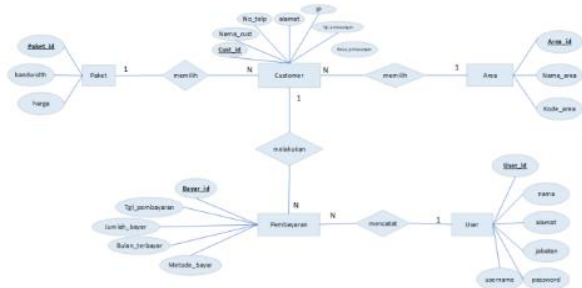 IP
No_telp
alamat
Nama_cust
Cust_id
Paket_id
bandwidth
harga
Paket
1
memilih
N
Customer
N
memilih
1
Area
Area_id
Nama_area
Kode_area
1
melakukan
N
Bayar_id
Tgl_pembayaran
Jumlah_bayar
Bulan_terbayar
Metode_bayar
Pembayaran
N
mencatat
1
User
User_id
nama
alamat
jabatan
username
password